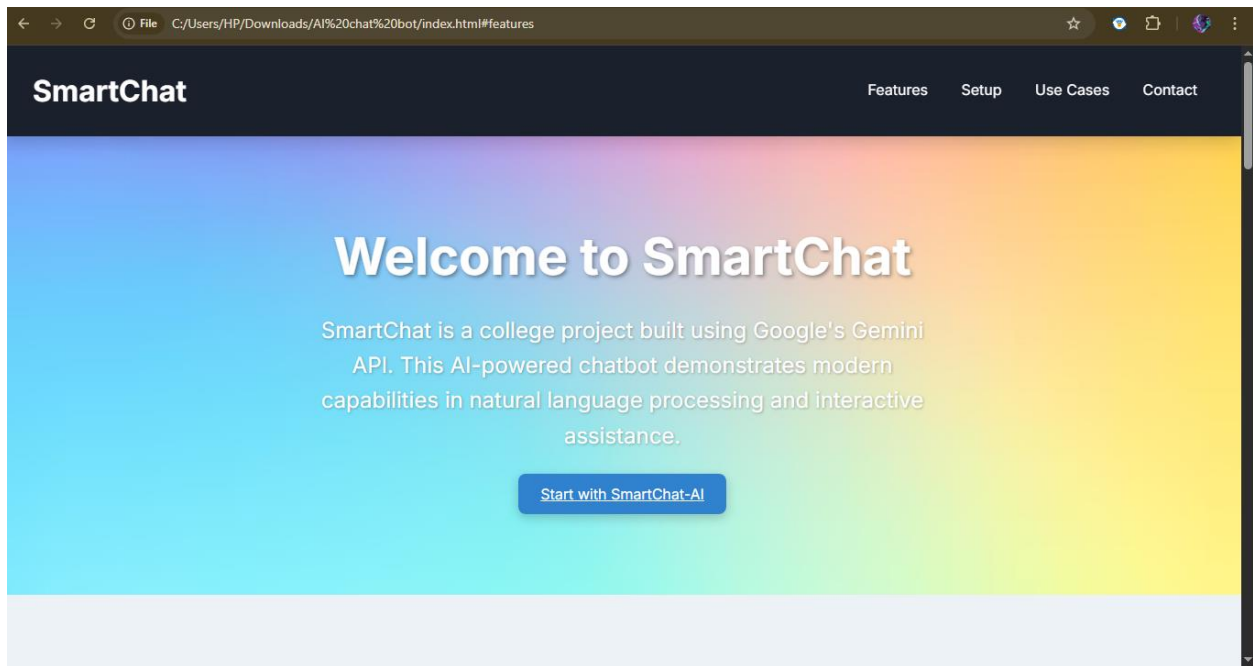 File C:/Users/HP/Downloads/AI%20chat%20bot/index.html#features
SmartChat Features Setup Use Cases Contact
Welcome to SmartChat
SmartChat is a college project built using Google's Gemini
API. This AI-powered chatbot demonstrates modern
capabilities in natural language processing and interactive
assistance.
Start with SmartChat-AI